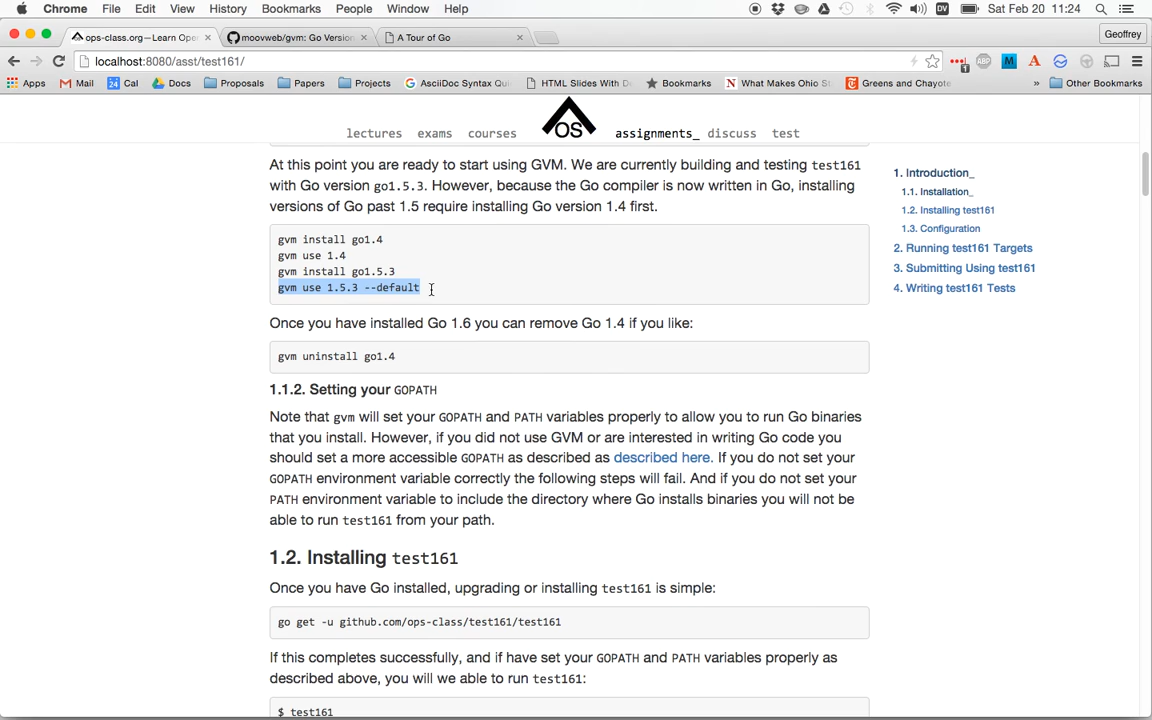 Chrome File Edit View History Bookmarks People Window Help Sat Feb 20 11:24
ops-class.org—Learn Ope moovweb/gvm: Go Version A Tour of Go Geoffrey
localhost:8080/asst/test161/
Apps Mail Cal Docs Proposals Papers Projects AsciiDoc Syntax Qui HTML Slides With De Bookmarks What Makes Ohio St Greens and Chayote » Other Bookmarks
lectures exams courses OS assignments_ discuss test
At this point you are ready to start using GVM. We are currently building and testing test161
with Go version go1.5.3. However, because the Go compiler is now written in Go, installing
versions of Go past 1.5 require installing Go version 1.4 first.
gvm install go1.4
gvm use 1.4
gvm install go1.5.3
gvm use 1.5.3 --default
Once you have installed Go 1.6 you can remove Go 1.4 if you like:
gvm uninstall go1.4
1.1.2. Setting your GOPATH
Note that gvm will set your GOPATH and PATH variables properly to allow you to run Go binaries
that you install. However, if you did not use GVM or are interested in writing Go code you
should set a more accessible GOPATH as described as described here. If you do not set your
GOPATH environment variable correctly the following steps will fail. And if you do not set your
PATH environment variable to include the directory where Go installs binaries you will not be
able to run test161 from your path.
1.2. Installing test161
Once you have Go installed, upgrading or installing test161 is simple:
go get -u github.com/ops-class/test161/test161
If this completes successfully, and if have set your GOPATH and PATH variables properly as
described above, you will we able to run test161:
$ test161
1. Introduction_
1.1. Installation_
1.2. Installing test161
1.3. Configuration
2. Running test161 Targets
3. Submitting Using test161
4. Writing test161 Tests